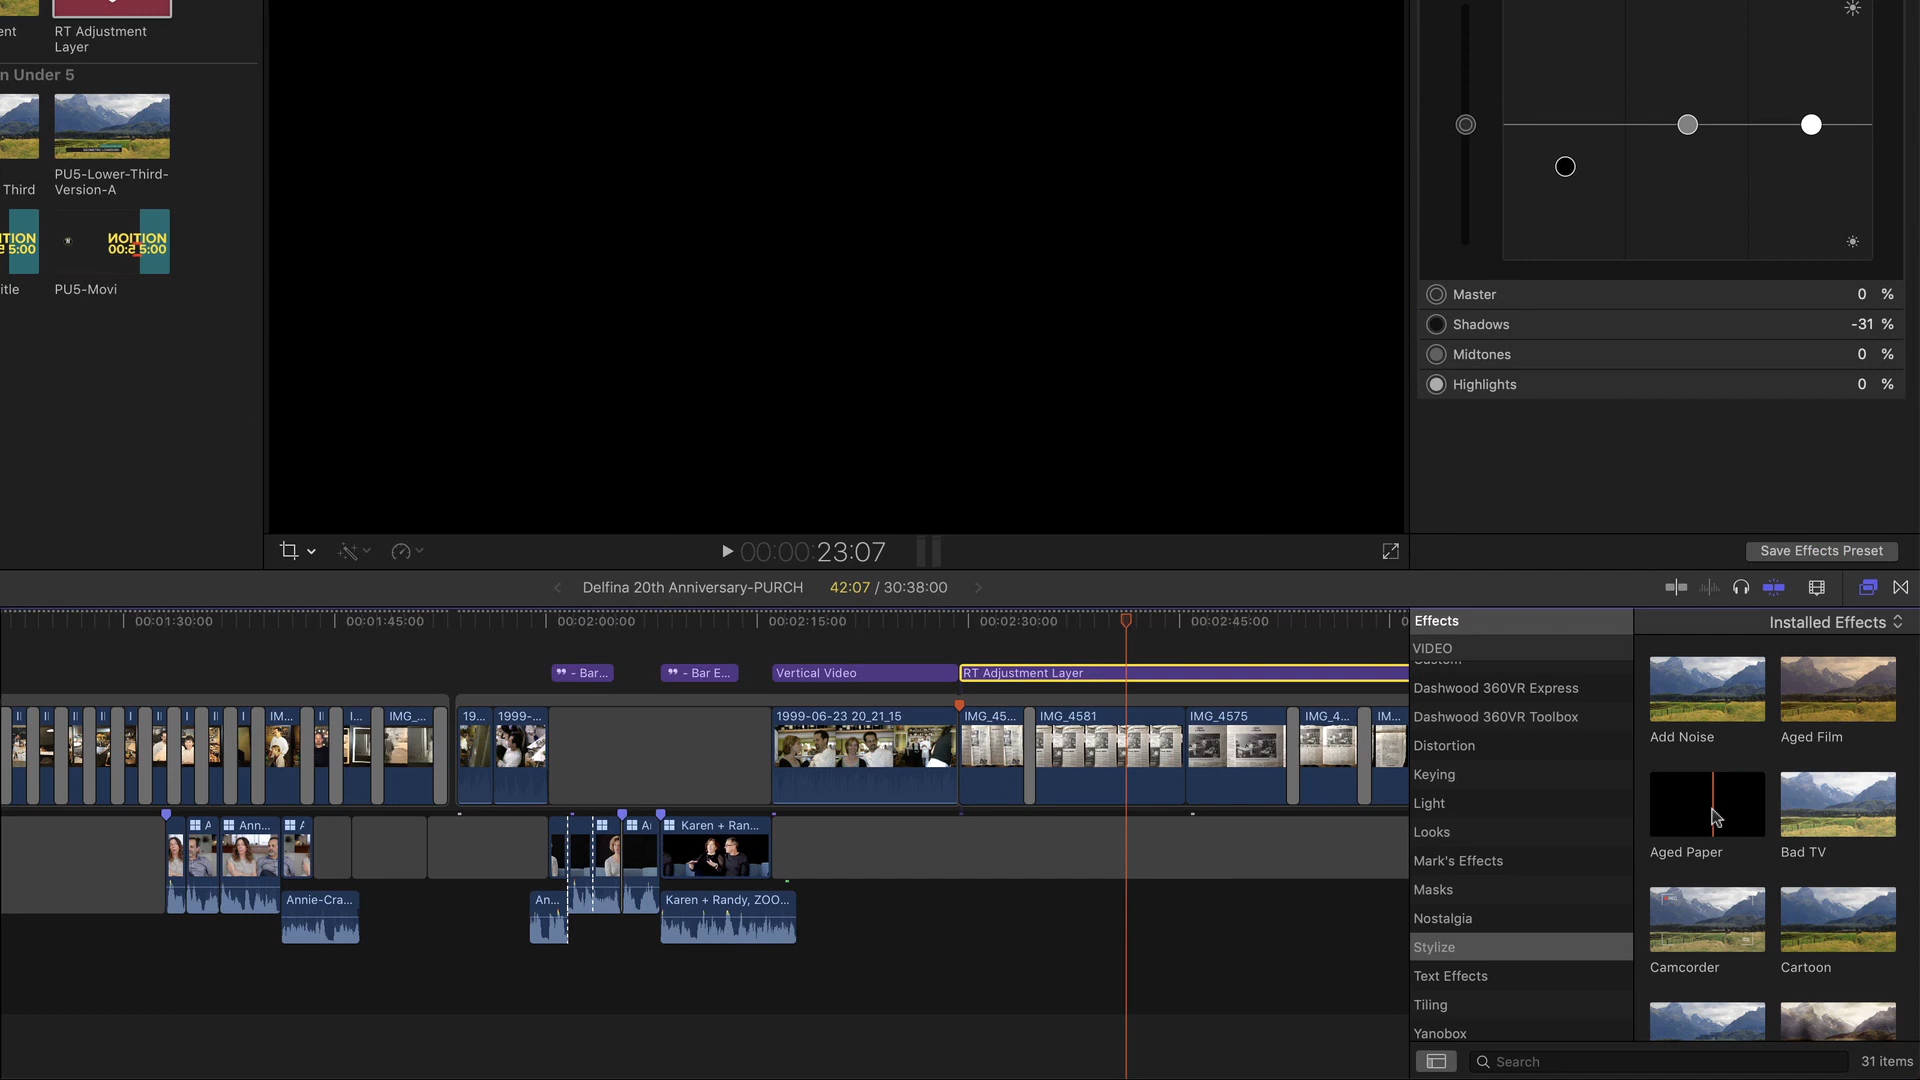 ent
RT Adjustment
Layer
n Under 5
Third
PU5-Lower-Third-
Version-A
itle
PU5-Movi
Master 0 %
Shadows -31 %
Midtones 0 %
Highlights 0 %
00:00:23:07
Save Effects Preset
Delfina 20th Anniversary-PURCH 42:07 / 30:38:00
00:01:30:00 00:01:45:00 00:02:00:00 00:02:15:00 00:02:30:00 00:02:45:00
- Bar... - Bar E... Vertical Video RT Adjustment Layer
IM... I... IMG_... 19... 1999-... 1999-06-23 20_21_15 IMG_45... IMG_4581 IMG_4575 IMG_4... IM...
A Ann... A Karen + Ran...
Annie-Cra... An... Karen + Randy, ZOO...
Effects
Installed Effects
VIDEO
Custom
Dashwood 360VR Express
Dashwood 360VR Toolbox
Distortion
Keying
Light
Looks
Mark's Effects
Masks
Nostalgia
Stylize
Text Effects
Tiling
Yanobox
Add Noise
Aged Film
Aged Paper
Bad TV
Camcorder
Cartoon
Search
31 items